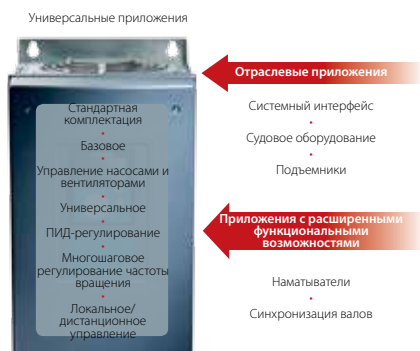 Универсальные приложения
Стандартная
комплектация
•
Базовое
•
Управление насосами и
вентиляторами
•
Универсальное
•
ПИД-регулирование
•
Многошаговое
регулирование частоты
вращения
•
Локальное/
дистанционное
управление
Отраслевые приложения
Системный интерфейс
•
Судовое оборудование
•
Подъемники
Приложения с расширенными
функциональными
возможностями
Наматыватели
•
Синхронизация валов